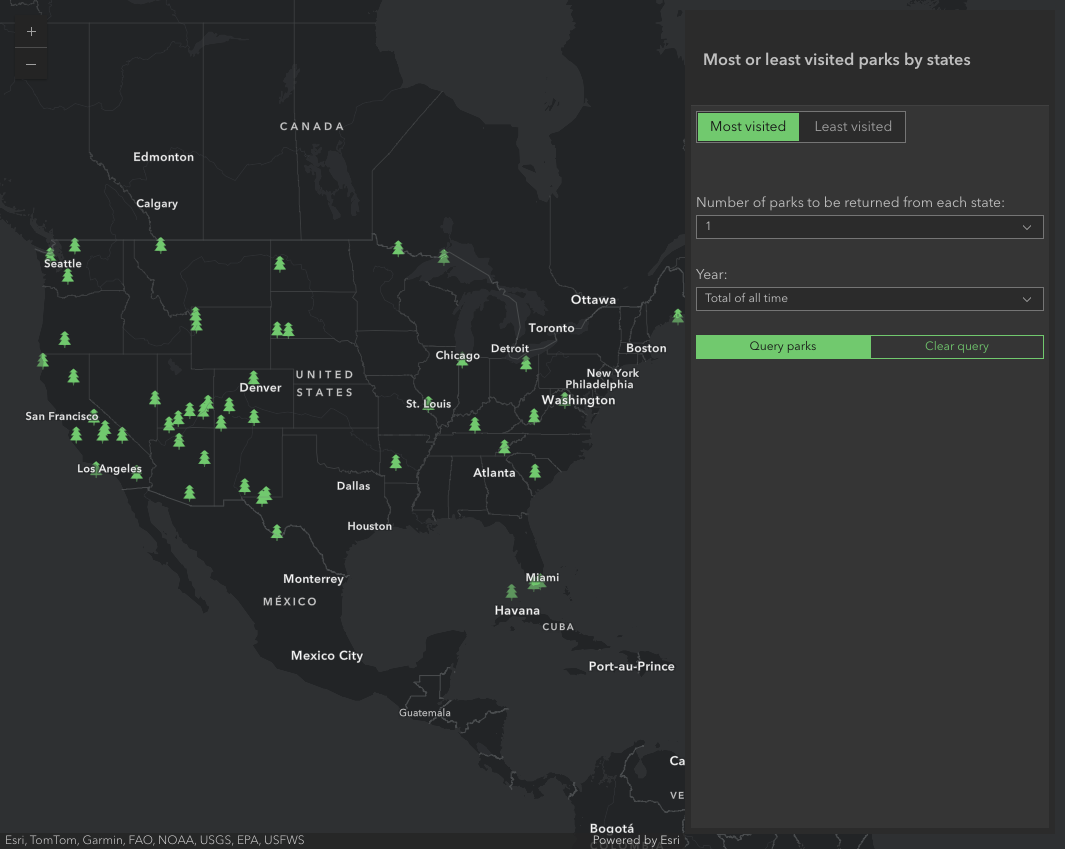 +
Most or least visited parks by states
−
Most visited Least visited
CANADA
Edmonton
Calgary
Number of parks to be returned from each state:
1
Seattle
Year:
Total of all time
Ottawa
Toronto
Detroit
Boston
Query parks Clear query
Chicago
New York
UNITED
STATES
Philadelphia
Denver
Washington
St. Louis
San Francisco
Los Angeles
Atlanta
Dallas
Houston
Monterrey
Miami
MÉXICO
Havana
CUBA
Mexico City
Port-au-Prince
Guatemala
Ca
VE
Bogotá
Esri, TomTom, Garmin, FAO, NOAA, USGS, EPA, USFWS
Powered by Esri